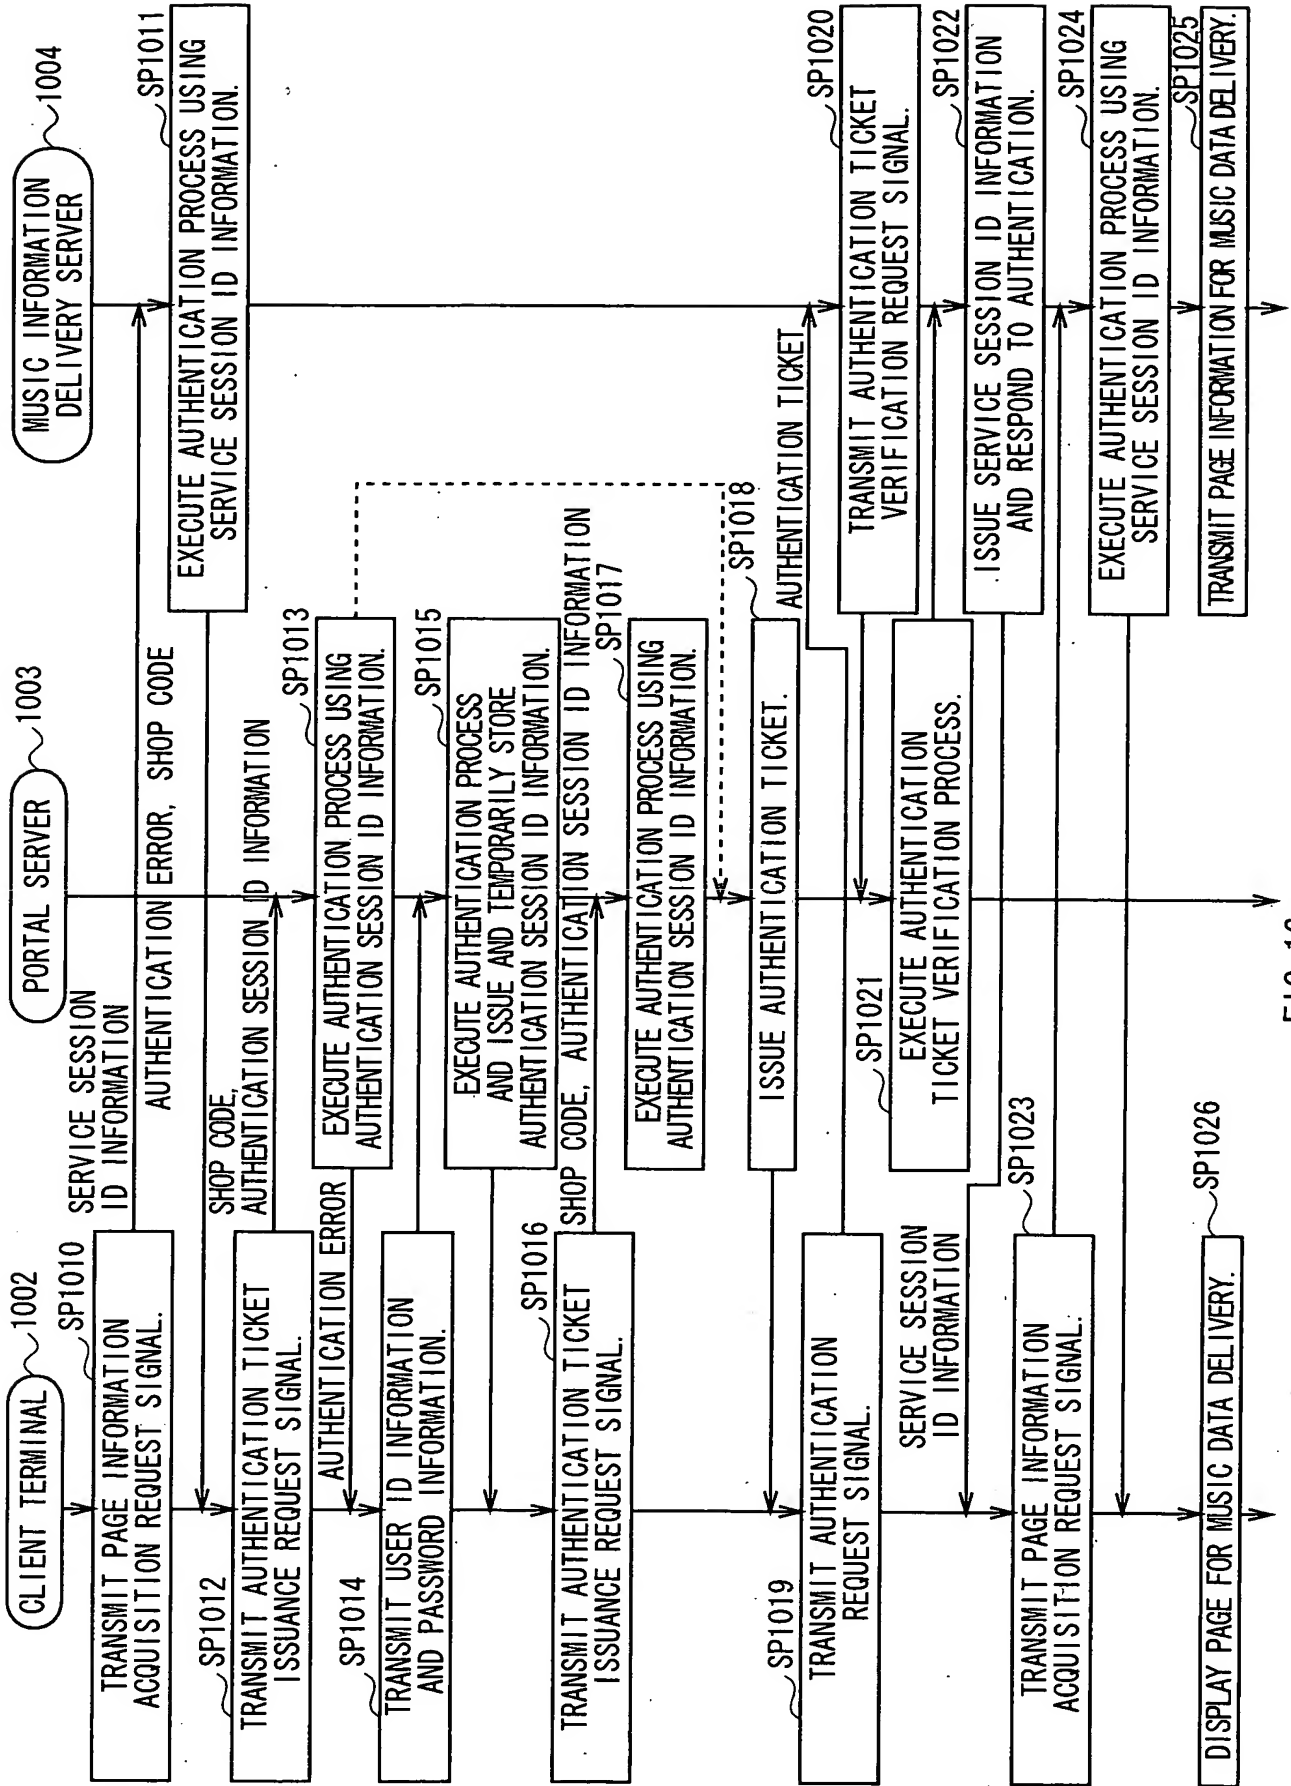 CLIENT TERMINAL
1002
PORTAL SERVER
1003
MUSIC INFORMATION
DELIVERY SERVER
1004
SP1010
TRANSMIT PAGE INFORMATION
ACQUISITION REQUEST SIGNAL.
SERVICE SESSION
ID INFORMATION
SP1011
EXECUTE AUTHENTICATION PROCESS USING
SERVICE SESSION ID INFORMATION.
AUTHENTICATION ERROR, SHOP CODE
SP1012
TRANSMIT AUTHENTICATION TICKET
ISSUANCE REQUEST SIGNAL.
SHOP CODE,
AUTHENTICATION SESSION ID INFORMATION
SP1013
EXECUTE AUTHENTICATION PROCESS USING
AUTHENTICATION SESSION ID INFORMATION.
AUTHENTICATION ERROR
SP1014
TRANSMIT USER ID INFORMATION
AND PASSWORD INFORMATION.
SP1015
EXECUTE AUTHENTICATION PROCESS
AND ISSUE AND TEMPORARILY STORE
AUTHENTICATION SESSION ID INFORMATION.
SP1016
TRANSMIT AUTHENTICATION TICKET
ISSUANCE REQUEST SIGNAL.
SHOP CODE, AUTHENTICATION SESSION ID INFORMATION
SP1017
EXECUTE AUTHENTICATION PROCESS USING
AUTHENTICATION SESSION ID INFORMATION.
SP1018
ISSUE AUTHENTICATION TICKET.
SP1019
TRANSMIT AUTHENTICATION
REQUEST SIGNAL.
AUTHENTICATION TICKET
SP1020
TRANSMIT AUTHENTICATION TICKET
VERIFICATION REQUEST SIGNAL.
SP1021
EXECUTE AUTHENTICATION
TICKET VERIFICATION PROCESS.
SP1022
ISSUE SERVICE SESSION ID INFORMATION
AND RESPOND TO AUTHENTICATION.
SERVICE SESSION
ID INFORMATION
SP1023
TRANSMIT PAGE INFORMATION
ACQUISITION REQUEST SIGNAL.
SP1024
EXECUTE AUTHENTICATION PROCESS USING
SERVICE SESSION ID INFORMATION.
SP1025
TRANSMIT PAGE INFORMATION FOR MUSIC DATA DELIVERY.
SP1026
DISPLAY PAGE FOR MUSIC DATA DELIVERY.